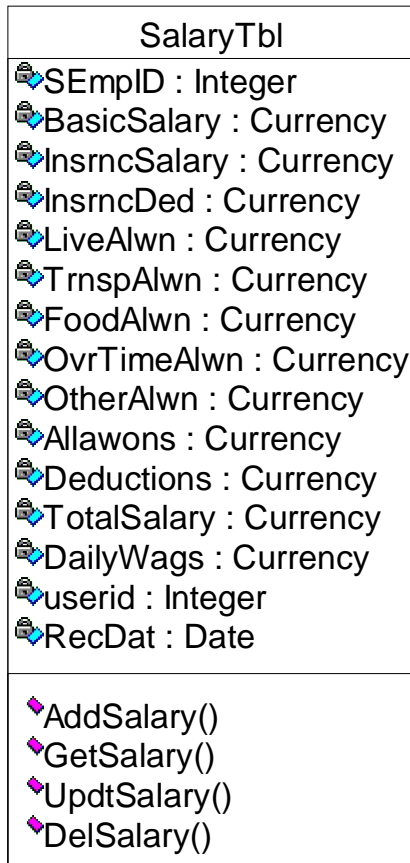 SalaryTbl
SEmpID : Integer
BasicSalary : Currency
InsrncSalary : Currency
InsrncDed : Currency
LiveAlwn : Currency
TrnspAlwn : Currency
FoodAlwn : Currency
OvrTimeAlwn : Currency
OtherAlwn : Currency
Allawons : Currency
Deductions : Currency
TotalSalary : Currency
DailyWags : Currency
userid : Integer
RecDat : Date
AddSalary()
GetSalary()
UpdtSalary()
DelSalary()